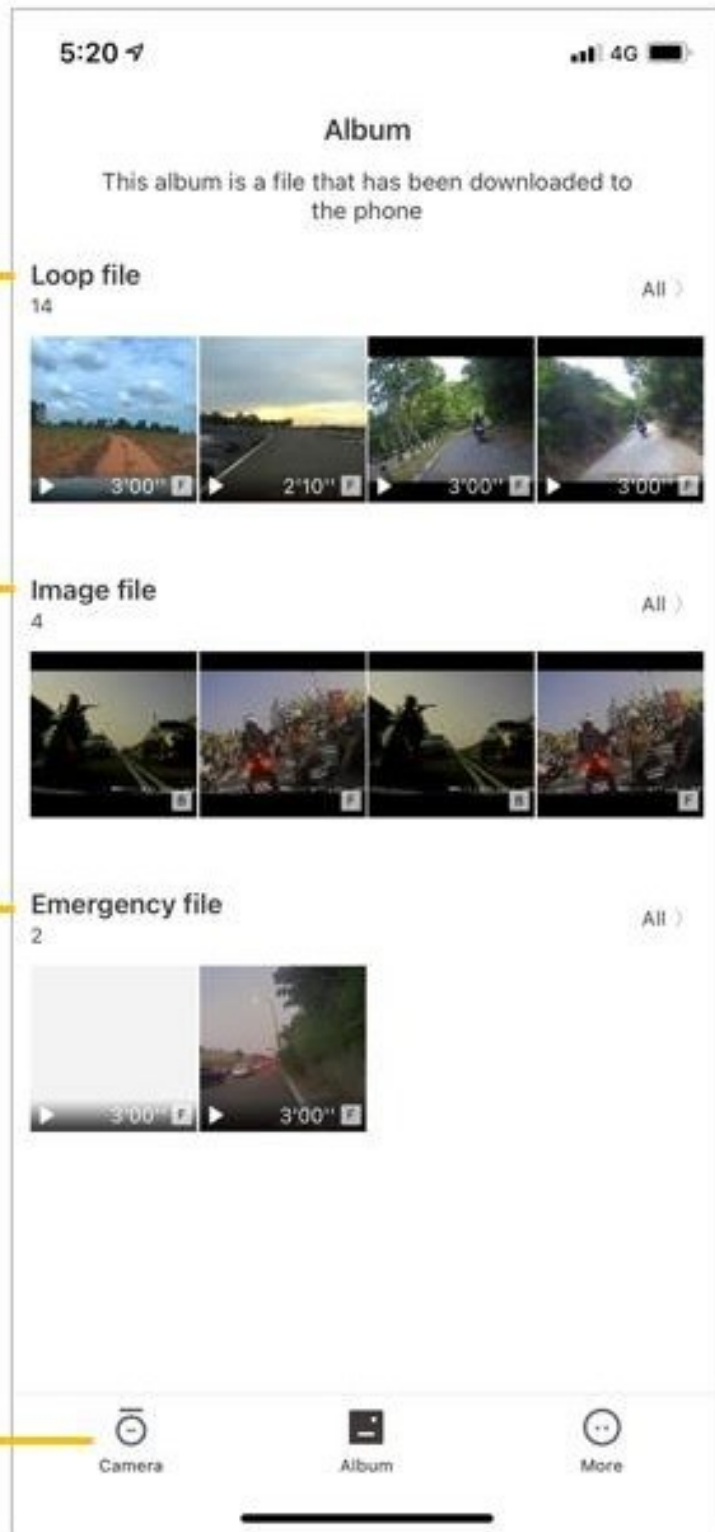 5:20
4G
Album
This album is a file that has been downloaded to
the phone
Loop file
14
All
3'00'' F
2'10'' F
3'00'' F
3'00'' F
Image file
4
All
B
F
B
F
Emergency file
2
All
3'00'' F
3'00'' F
Camera
Album
More